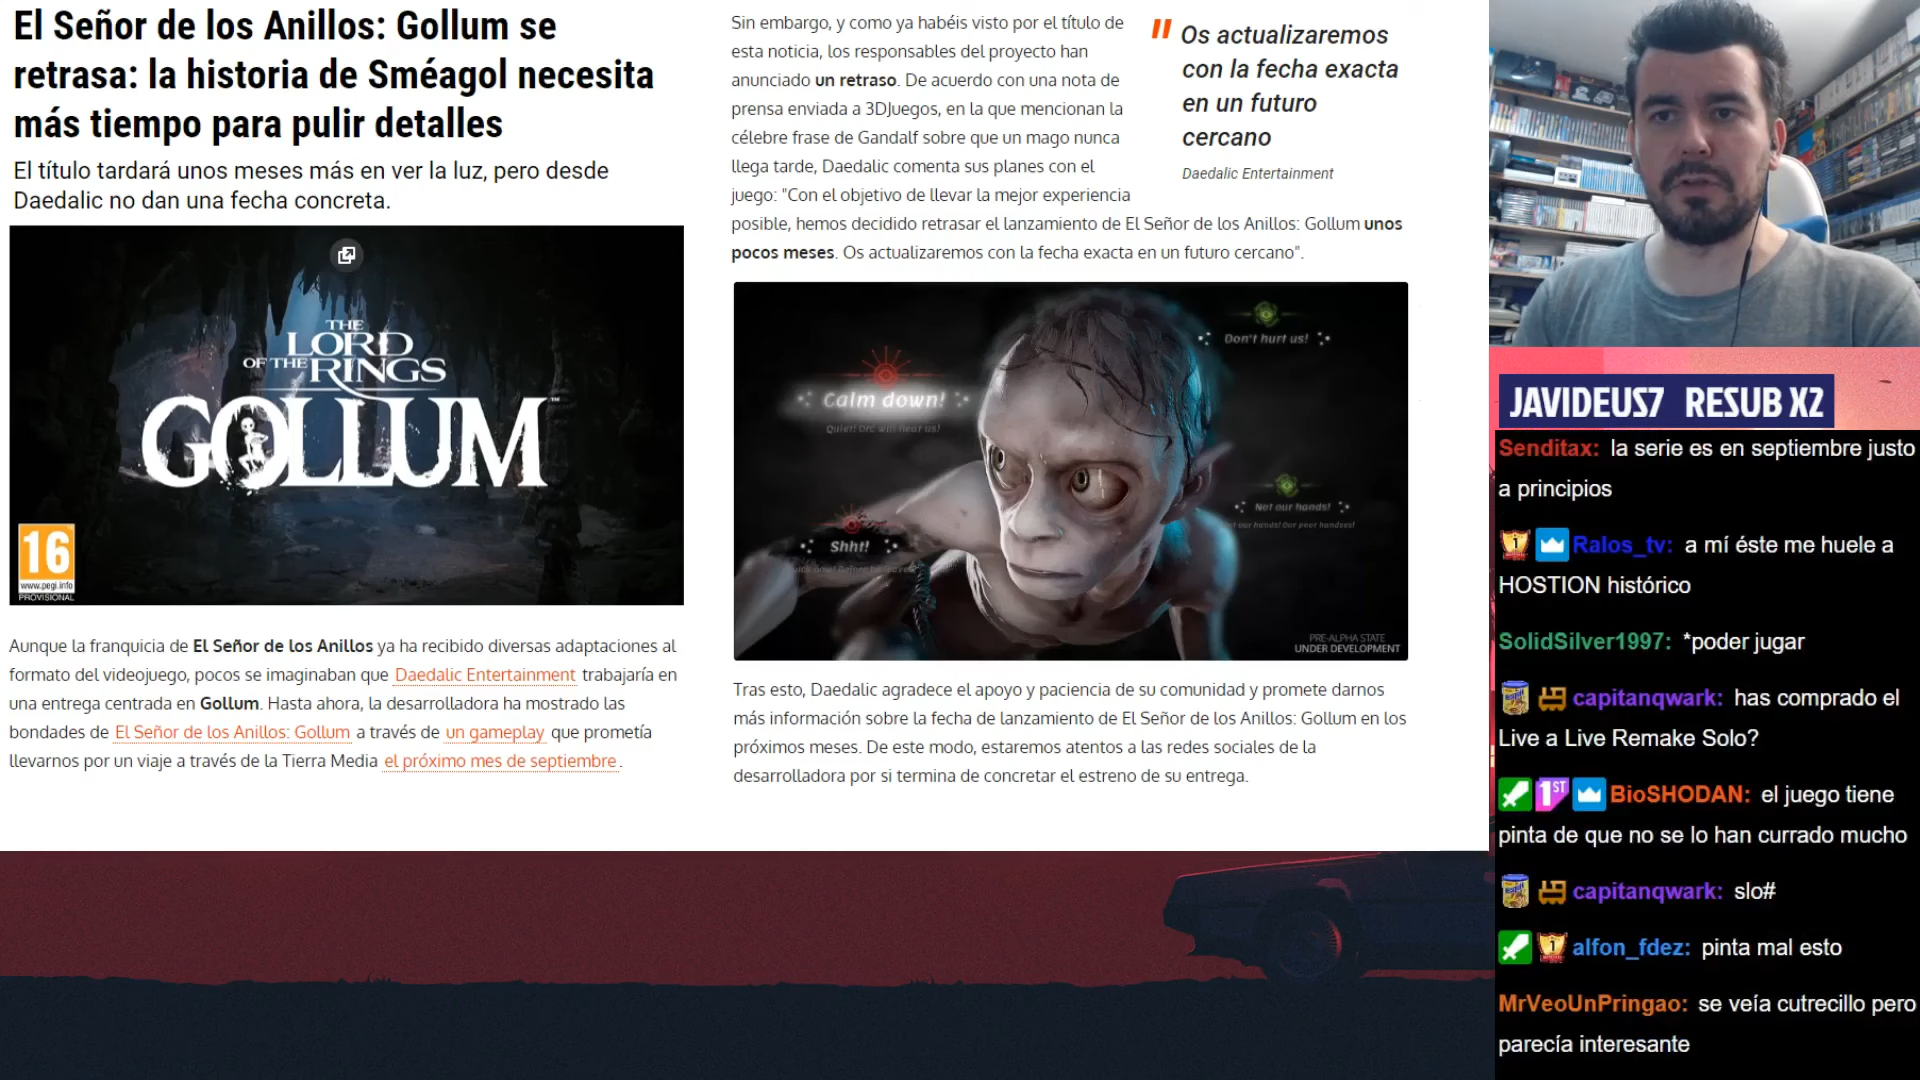 El Señor de los Anillos: Gollum se
retrasa: la historia de Sméagol necesita
más tiempo para pulir detalles
El título tardará unos meses más en ver la luz, pero desde
Daedalic no dan una fecha concreta.
THE
LORD
OF THE RINGS
GOLLUM™
16
www.pegi.info
PROVISIONAL
Aunque la franquicia de El Señor de los Anillos ya ha recibido diversas adaptaciones al
formato del videojuego, pocos se imaginaban que Daedalic Entertainment trabajaría en
una entrega centrada en Gollum. Hasta ahora, la desarrolladora ha mostrado las
bondades de El Señor de los Anillos: Gollum a través de un gameplay que prometía
llevarnos por un viaje a través de la Tierra Media el próximo mes de septiembre.
Sin embargo, y como ya habéis visto por el título de
esta noticia, los responsables del proyecto han
anunciado un retraso. De acuerdo con una nota de
prensa enviada a 3DJuegos, en la que mencionan la
célebre frase de Gandalf sobre que un mago nunca
llega tarde, Daedalic comenta sus planes con el
juego: "Con el objetivo de llevar la mejor experiencia
posible, hemos decidido retrasar el lanzamiento de El Señor de los Anillos: Gollum unos
pocos meses. Os actualizaremos con la fecha exacta en un futuro cercano".
" Os actualizaremos
con la fecha exacta
en un futuro
cercano
Daedalic Entertainment
Don't hurt us!
Calm down!
Quiet! Orc will hear us!
Not our hands!
Not our hands! Our poor handses!
Shht!
PRE-ALPHA STATE
UNDER DEVELOPMENT
Tras esto, Daedalic agradece el apoyo y paciencia de su comunidad y promete darnos
más información sobre la fecha de lanzamiento de El Señor de los Anillos: Gollum en los
próximos meses. De este modo, estaremos atentos a las redes sociales de la
desarrolladora por si termina de concretar el estreno de su entrega.
JAVIDEUS7 RESUB X2
Senditax: la serie es en septiembre justo
a principios
Ralos_tv: a mí éste me huele a
HOSTION histórico
SolidSilver1997: *poder jugar
capitanqwark: has comprado el
Live a Live Remake Solo?
1ST BioSHODAN: el juego tiene
pinta de que no se lo han currado mucho
capitanqwark: slo#
alfon_fdez: pinta mal esto
MrVeoUnPringao: se veía cutrecillo pero
parecía interesante